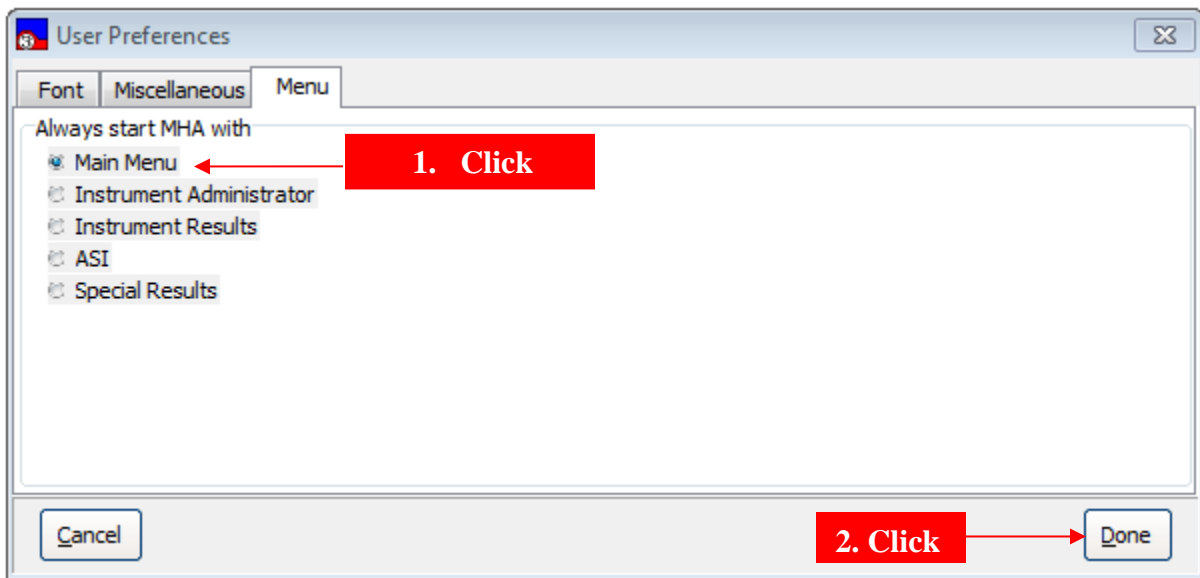 User Preferences
Font Miscellaneous Menu
Always start MHA with
Main Menu
1. Click
Instrument Administrator
Instrument Results
ASI
Special Results
Cancel
2. Click
Done